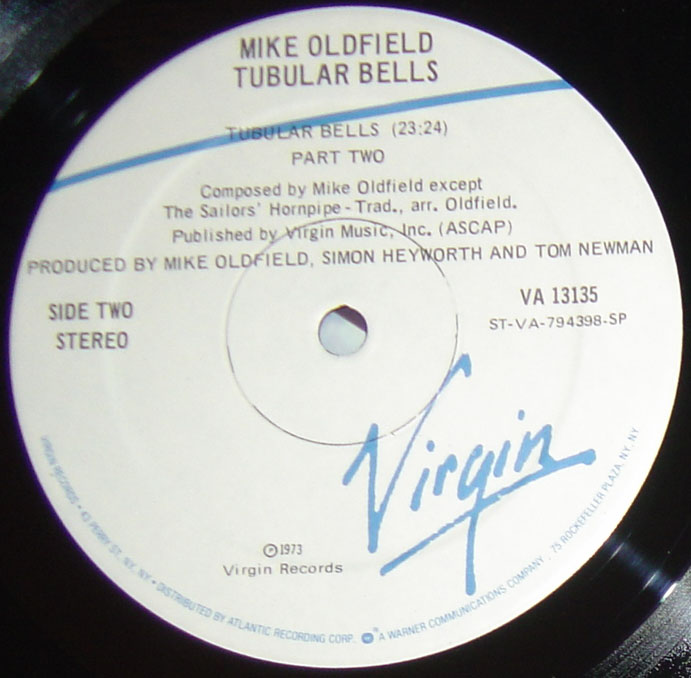 MIKE OLDFIELD
TUBULAR BELLS
TUBULAR BELLS (23:24)
PART TWO
Composed by Mike Oldfield except
The Sailors' Hornpipe - Trad., arr. Oldfield.
Published by Virgin Music, Inc. (ASCAP)
PRODUCED BY MIKE OLDFIELD, SIMON HEYWORTH AND TOM NEWMAN
SIDE TWO
STEREO
VA 13135
ST-VA-794398-SP
Virgin
℗ 1973
Virgin Records
VIRGIN RECORDS • 43 PERRY ST., NY, NY • DISTRIBUTED BY ATLANTIC RECORDING CORP. ™ A WARNER COMMUNICATIONS COMPANY . 75 ROCKEFELLER PLAZA, NY, NY